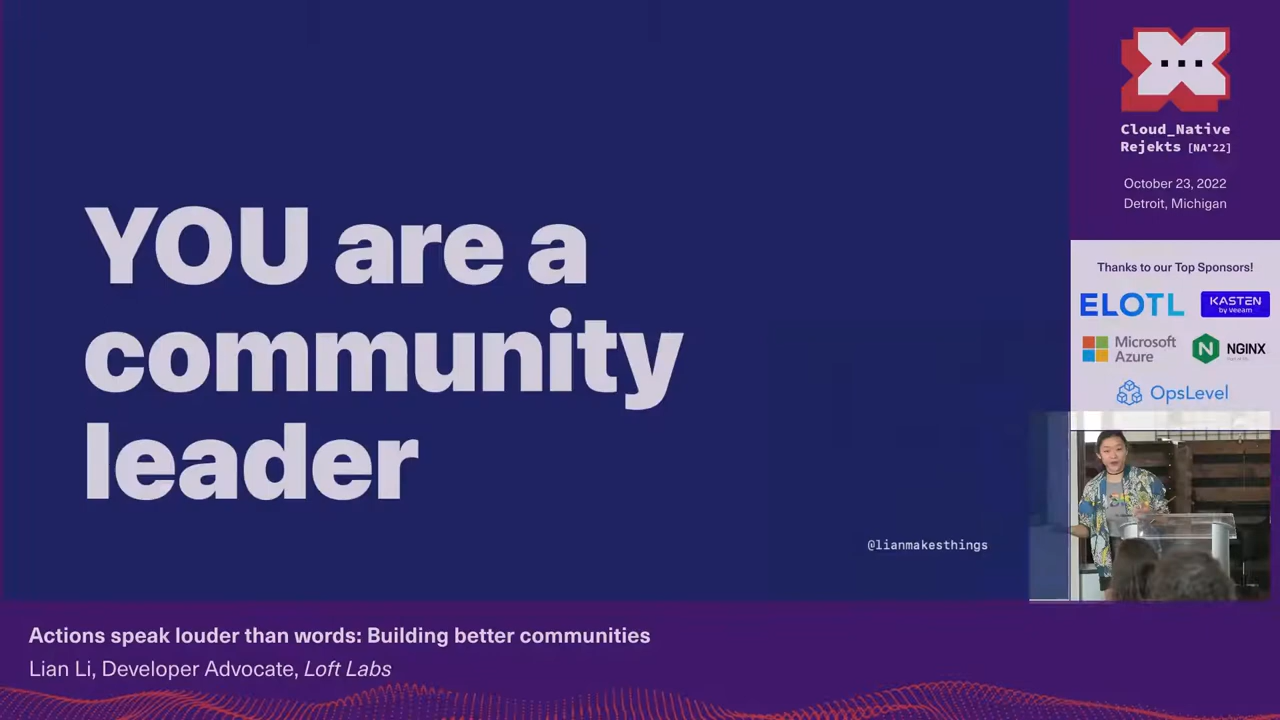 YOU are a
community
leader
@lianmakesthings
Actions speak louder than words: Building better communities
Lian Li, Developer Advocate, Loft Labs
Cloud_Native
Rejekts [NA'22]
October 23, 2022
Detroit, Michigan
Thanks to our Top Sponsors!
ELOTL
KASTEN
by Veeam
Microsoft
Azure
NGINX
OpsLevel